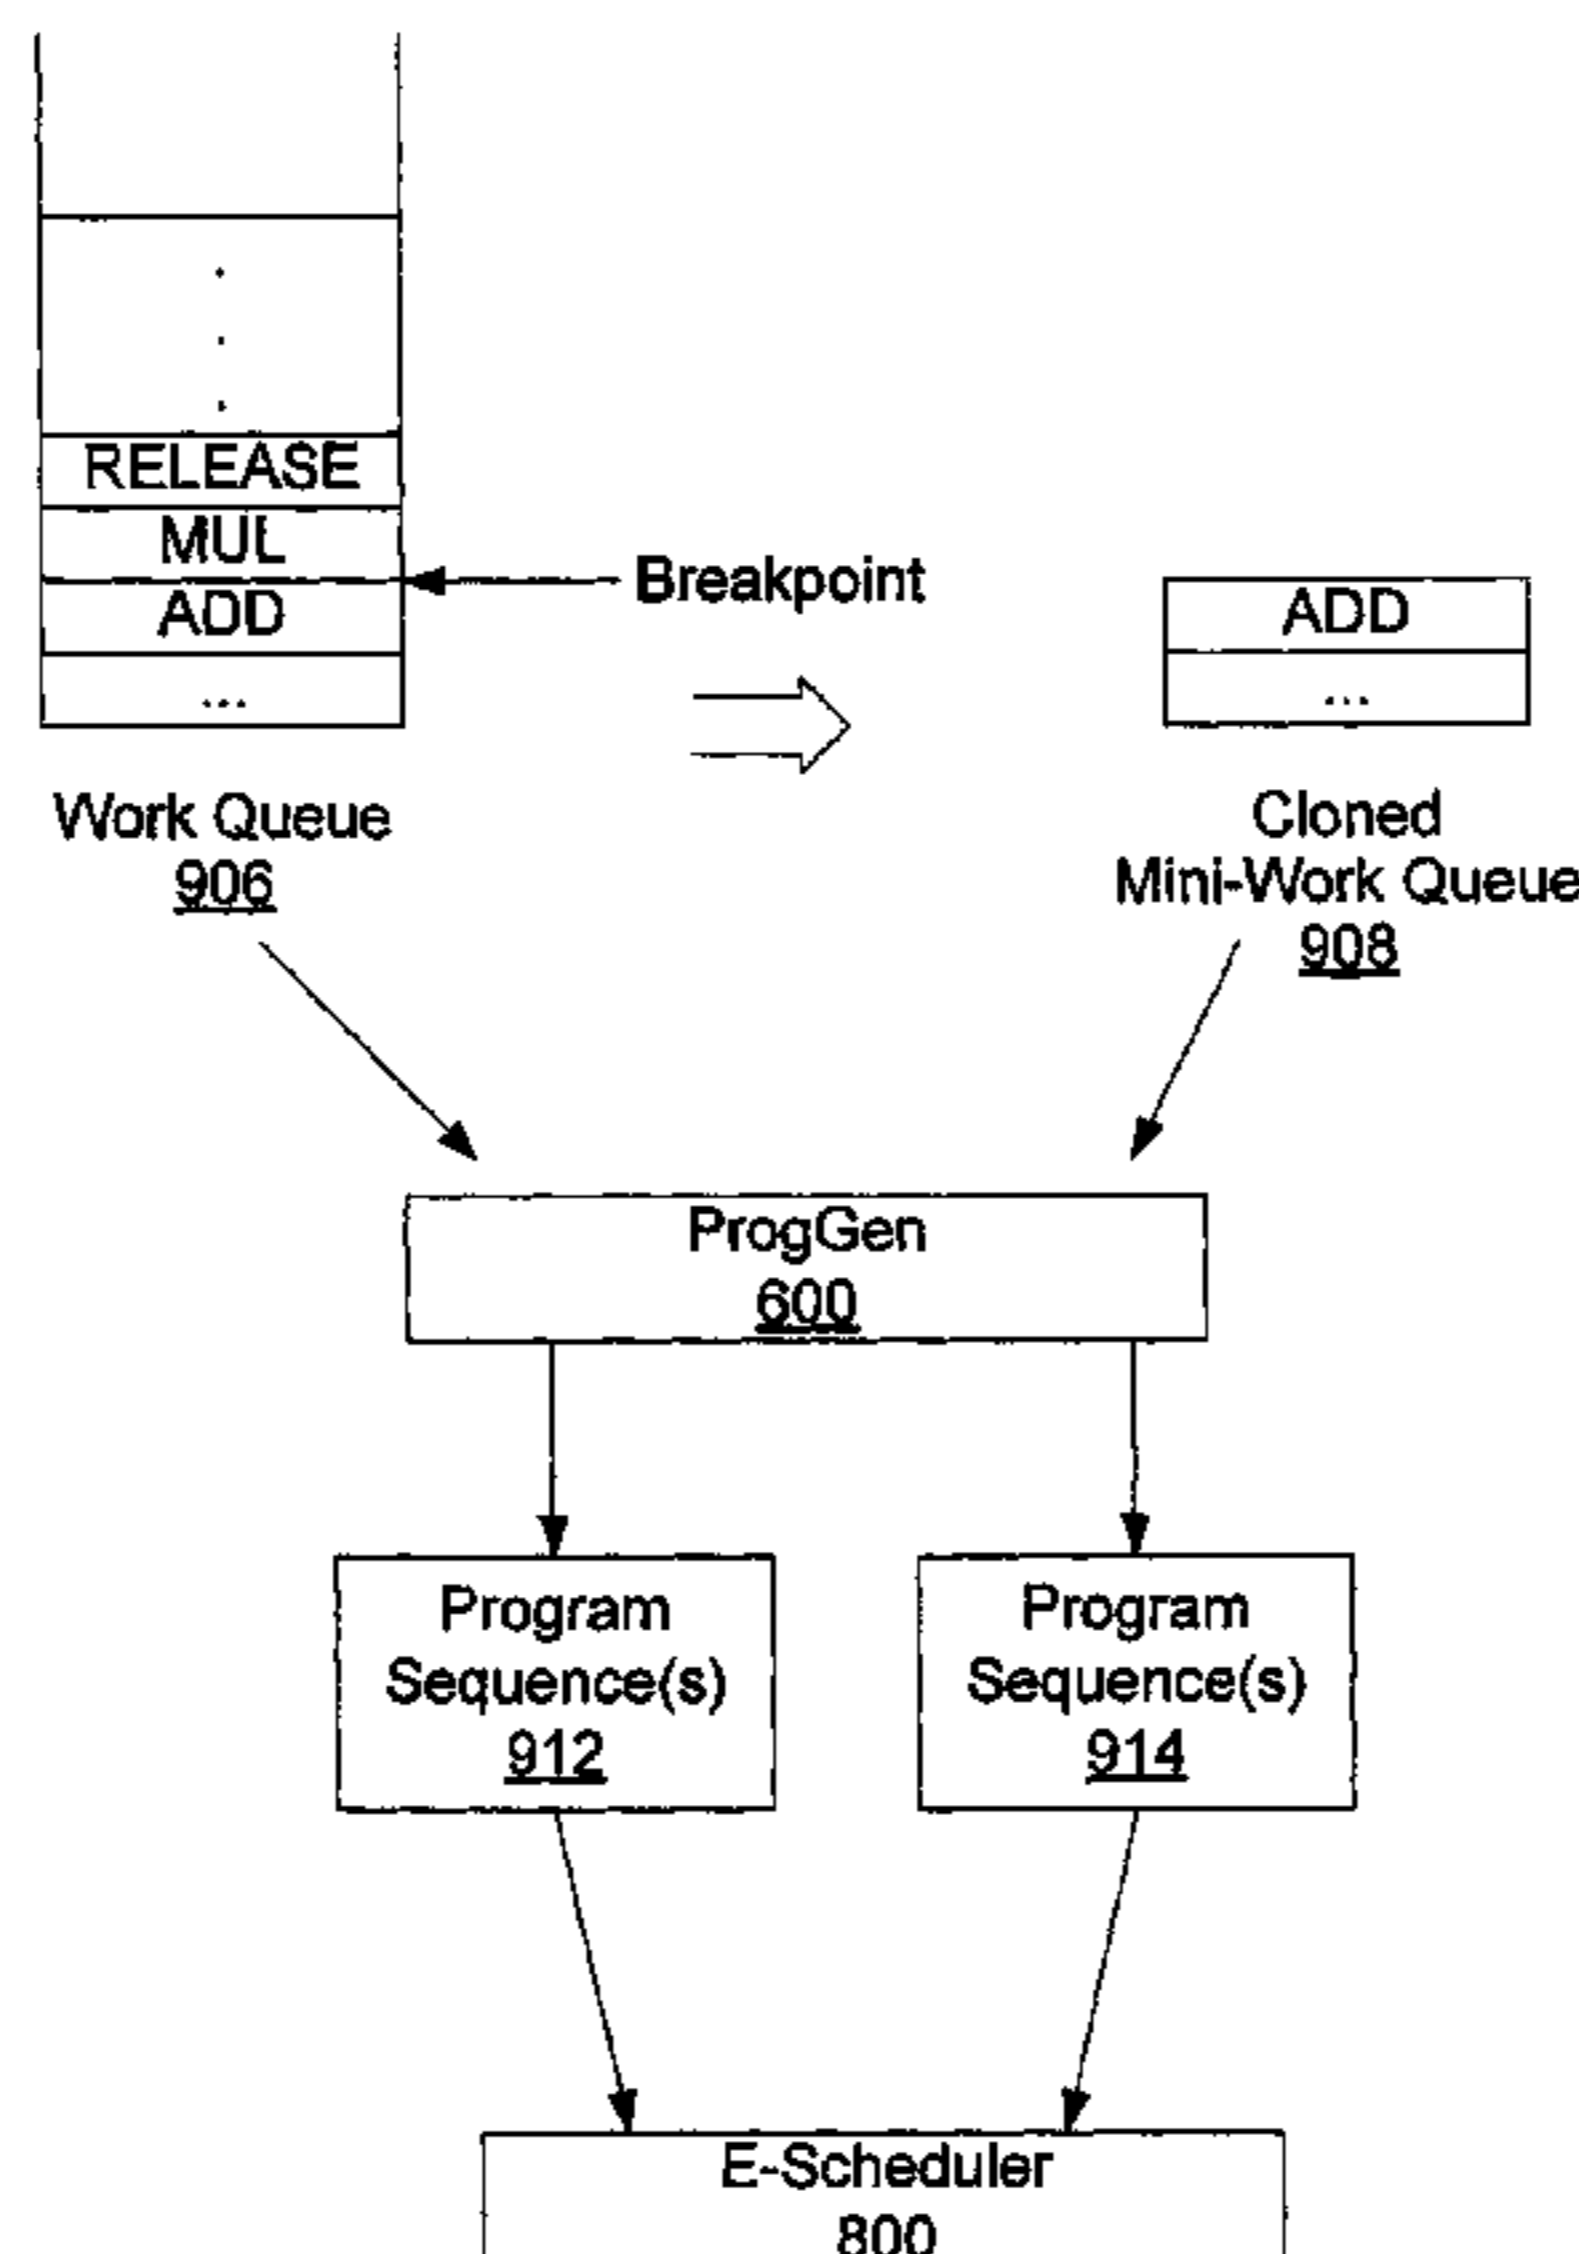 RELEASE
MUL
ADD
...
Breakpoint
ADD
...
Work Queue
906
Cloned
Mini-Work Queue
908
ProgGen
600
Program
Sequence(s)
912
Program
Sequence(s)
914
E-Scheduler
800